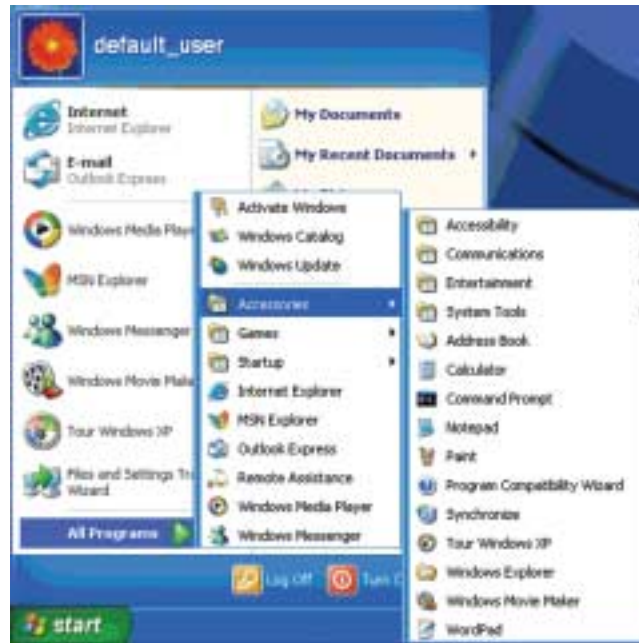 default_user
Internet
Internet Explorer
E-mail
Outlook Express
Windows Media Play
MSN Explorer
Windows Messenger
Windows Movie Make
Tour Windows XP
Files and Settings Tr
Wizard
All Programs
My Documents
My Recent Documents
Activate Windows
Windows Catalog
Windows Update
Accessories
Games
Startup
Internet Explorer
MSN Explorer
Outlook Express
Remote Assistance
Windows Media Player
Windows Messenger
Accessibility
Communications
Entertainment
System Tools
Address Book
Calculator
Command Prompt
Notepad
Paint
Program Compatibility Wizard
Synchronize
Tour Windows XP
Windows Explorer
Windows Movie Maker
WordPad
Log Off
Turn
start